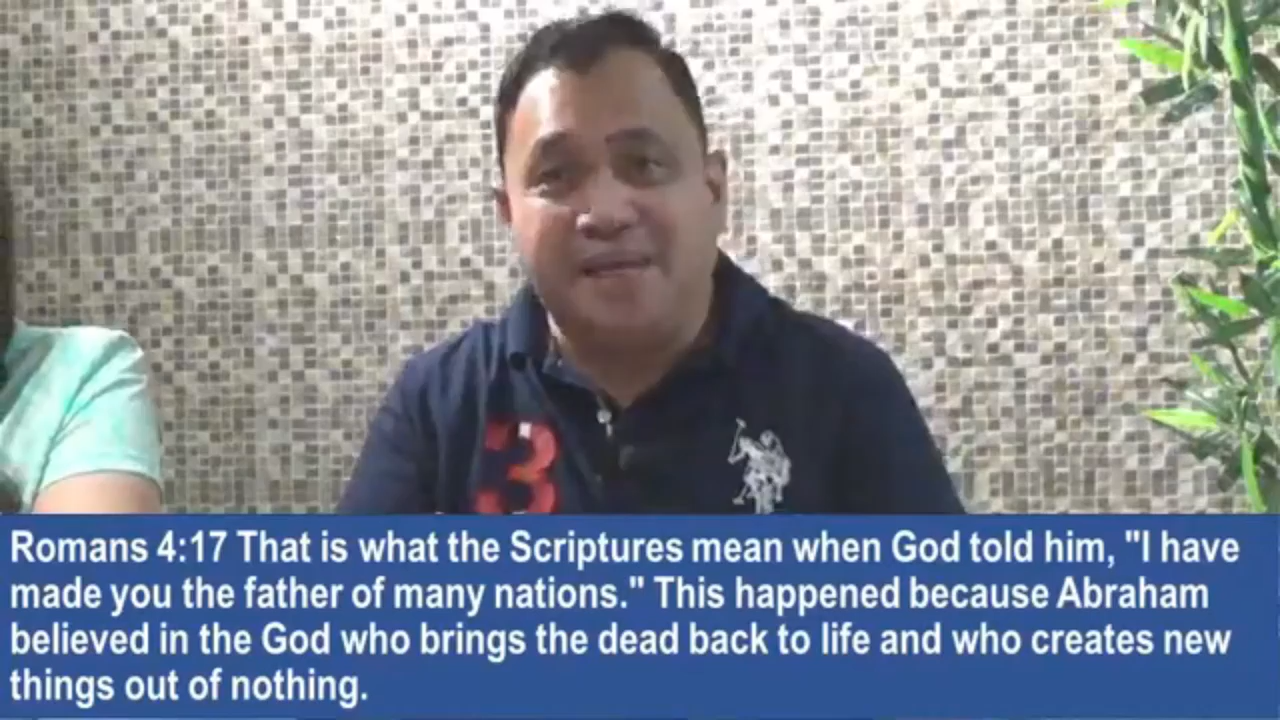 3
Romans 4:17 That is what the Scriptures mean when God told him, "I have
made you the father of many nations." This happened because Abraham
believed in the God who brings the dead back to life and who creates new
things out of nothing.